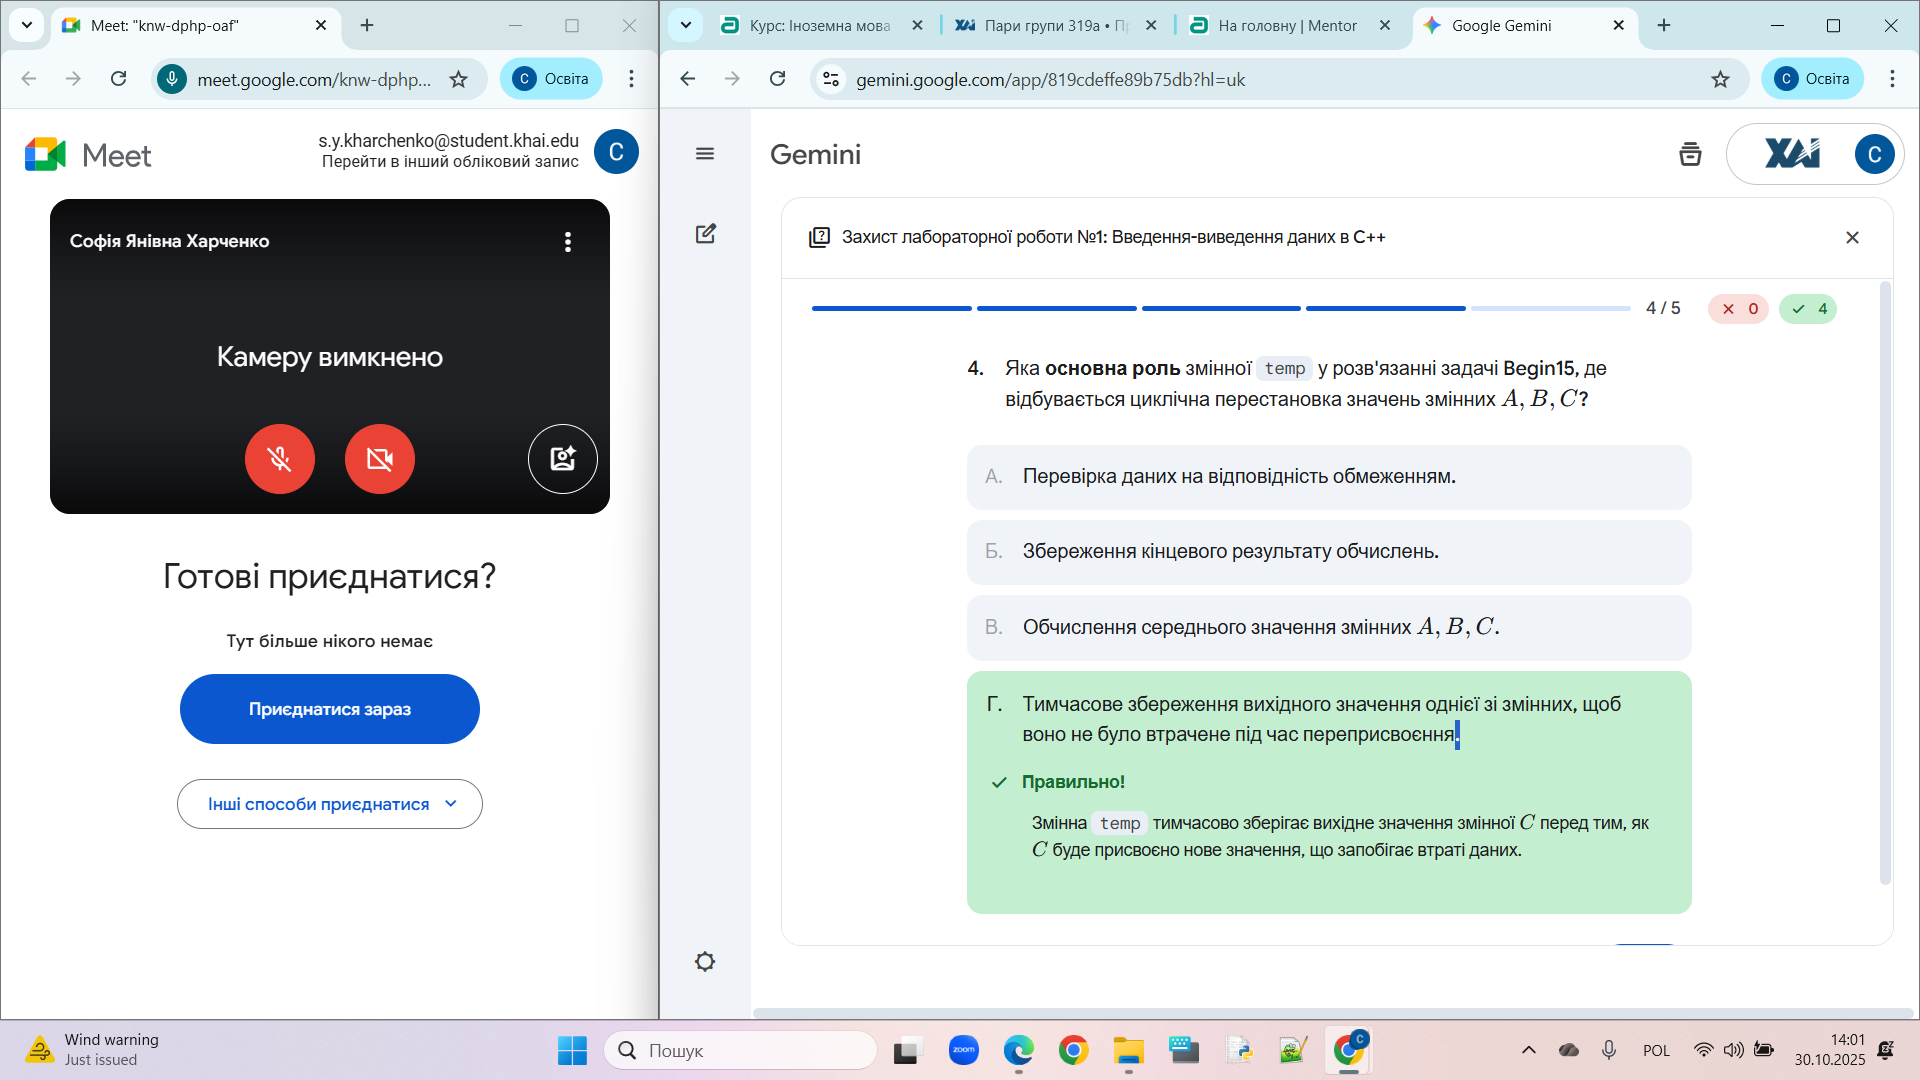 Meet: "knw-dphp-oaf"
meet.google.com/knw-dphp...
С
Освіта
Meet
s.y.kharchenko@student.khai.edu
Перейти в інший обліковий запис
С
Софія Янівна Харченко
Камеру вимкнено
Готові приєднатися?
Тут більше нікого немає
Приєднатися зараз
Інші способи приєднатися
Курс: Іноземна мова
ХАІ
Пари групи 319а • П
На головну | Mentor
Google Gemini
gemini.google.com/app/819cdeffe89b75db?hl=uk
С
Освіта
Gemini
ХАІ
С
Захист лабораторної роботи №1: Введення-виведення даних в C++
4 / 5
0
4
4. Яка основна роль змінної temp у розв'язанні задачі Begin15, де
відбувається циклічна перестановка значень змінних A, B, C?
А. Перевірка даних на відповідність обмеженням.
Б. Збереження кінцевого результату обчислень.
В. Обчислення середнього значення змінних A, B, C.
Г. Тимчасове збереження вихідного значення однієї зі змінних, щоб
воно не було втрачене під час переприсвоєння.
Правильно!
Змінна temp тимчасово зберігає вихідне значення змінної C перед тим, як
C буде присвоєно нове значення, що запобігає втраті даних.
Wind warning
Just issued
Пошук
zoom
С
POL
14:01
30.10.2025